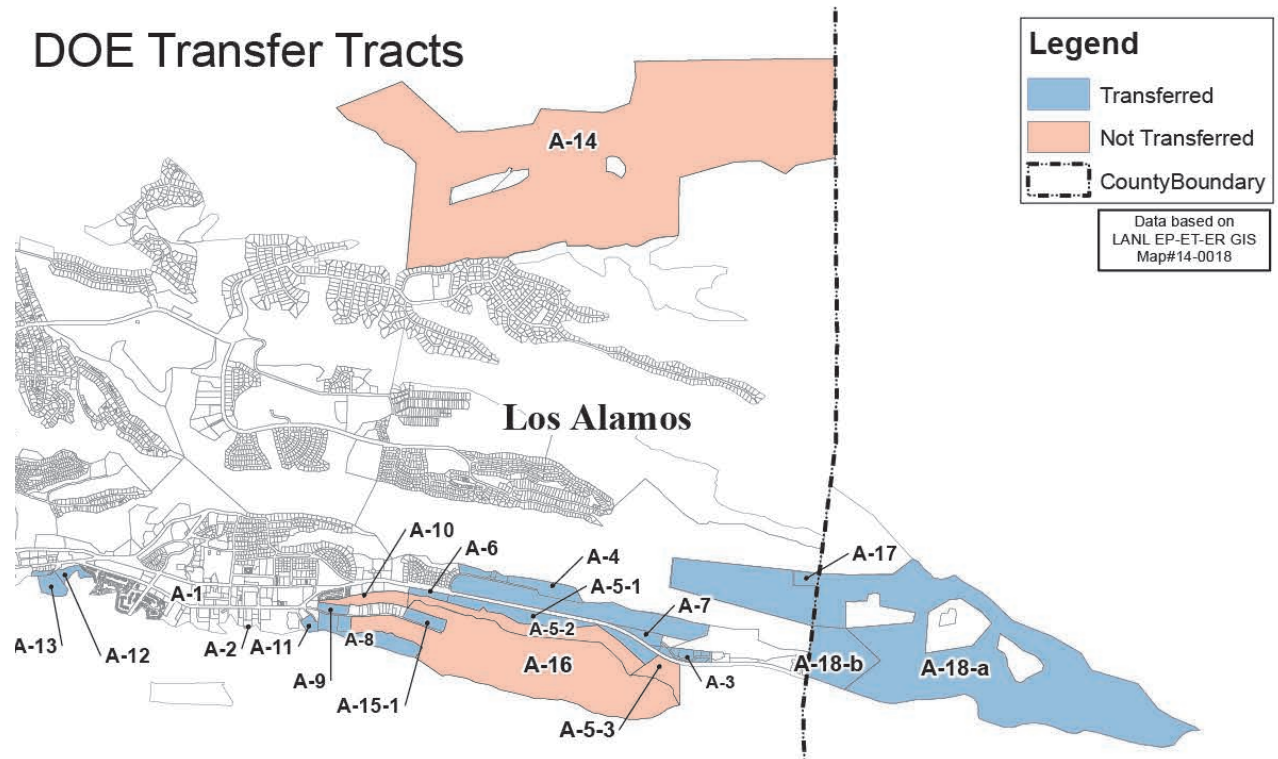 DOE Transfer Tracts
Legend
Transferred
Not Transferred
CountyBoundary
Data based on
LANL EP-ET-ER GIS
Map#14-0018
A-14
Los Alamos
A-10
A-6
A-4
A-17
A-5-1
A-1
A-7
A-5-2
A-13
A-12
A-2
A-11
A-8
A-16
A-18-b
A-18-a
A-9
A-3
A-15-1
A-5-3